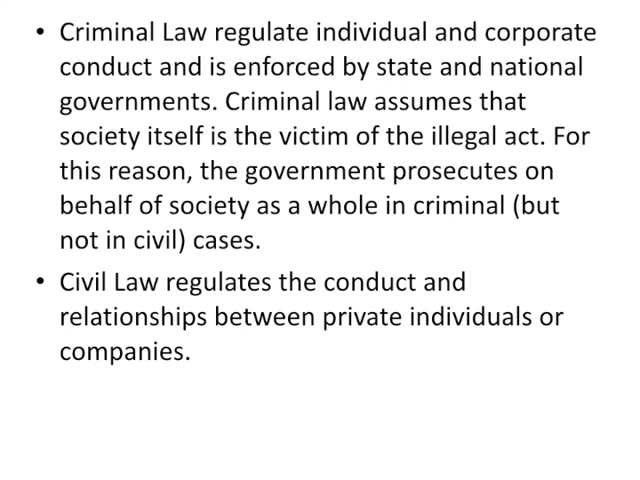 • Criminal Law regulate individual and corporate
conduct and is enforced by state and national
governments. Criminal law assumes that
society itself is the victim of the illegal act. For
this reason, the government prosecutes on
behalf of society as a whole in criminal (but
not in civil) cases.
• Civil Law regulates the conduct and
relationships between private individuals or
companies.